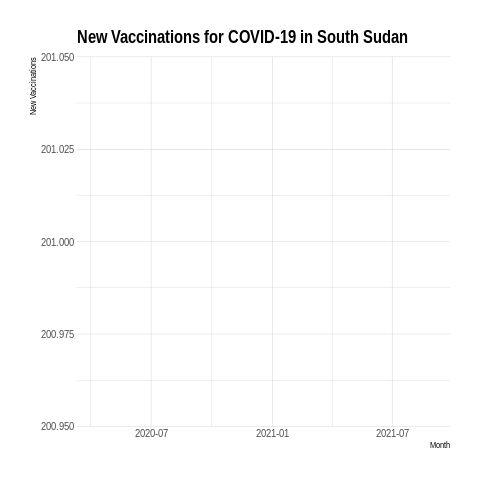 New Vaccinations for COVID-19 in South Sudan
New Vaccinations
201.050
201.025
201.000
200.975
200.950
2020-07 2021-01 2021-07
Month